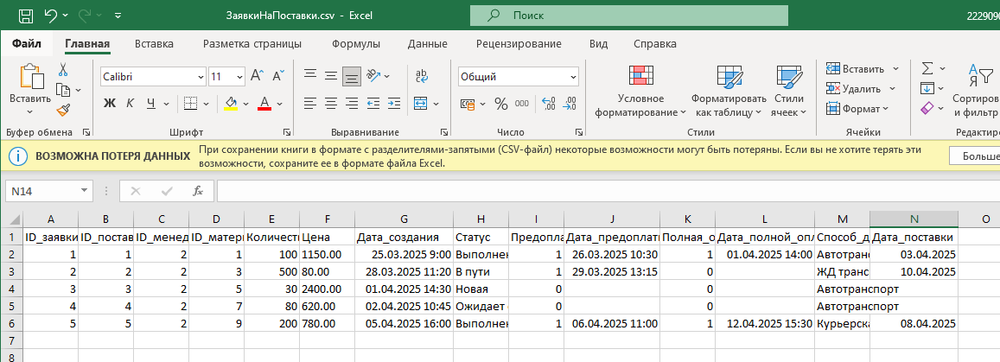 ЗаявкиНаПоставки.csv - Excel
Поиск
222909
Файл Главная Вставка Разметка страницы Формулы Данные Рецензирование Вид Справка
Вставить
Calibri 11
Ж К Ч
Общий
% 000
Условное форматирование
Форматировать как таблицу
Стили ячеек
Вставить
Удалить
Формат
Сортиров
и фильтр
Буфер обмена Шрифт Выравнивание Число Стили Ячейки Редактир
ВОЗМОЖНА ПОТЕРЯ ДАННЫХ При сохранении книги в формате с разделителями-запятыми (CSV-файл) некоторые возможности могут быть потеряны. Если вы не хотите терять эти
возможности, сохраните ее в формате файла Excel.
Больше
N14 fx
A B C D E F G H I J K L M N O
1 ID_заявки ID_постав ID_менед ID_матери Количест Цена Дата_создания Статус Предопла Дата_предоплат Полная_о Дата_полной_опл Способ_д Дата_поставки
2 1 1 2 1 100 1150.00 25.03.2025 9:00 Выполнен 1 26.03.2025 10:30 1 01.04.2025 14:00 Автотранс 03.04.2025
3 2 2 2 3 500 80.00 28.03.2025 11:20 В пути 1 29.03.2025 13:15 0 ЖД транс 10.04.2025
4 3 3 2 5 30 2400.00 01.04.2025 14:30 Новая 0 0 Автотранспорт
5 4 4 2 7 80 620.00 02.04.2025 10:45 Ожидает 0 0 Автотранспорт
6 5 5 2 9 200 780.00 05.04.2025 16:00 Выполнен 1 06.04.2025 11:00 1 12.04.2025 15:30 Курьерска 08.04.2025
7
8